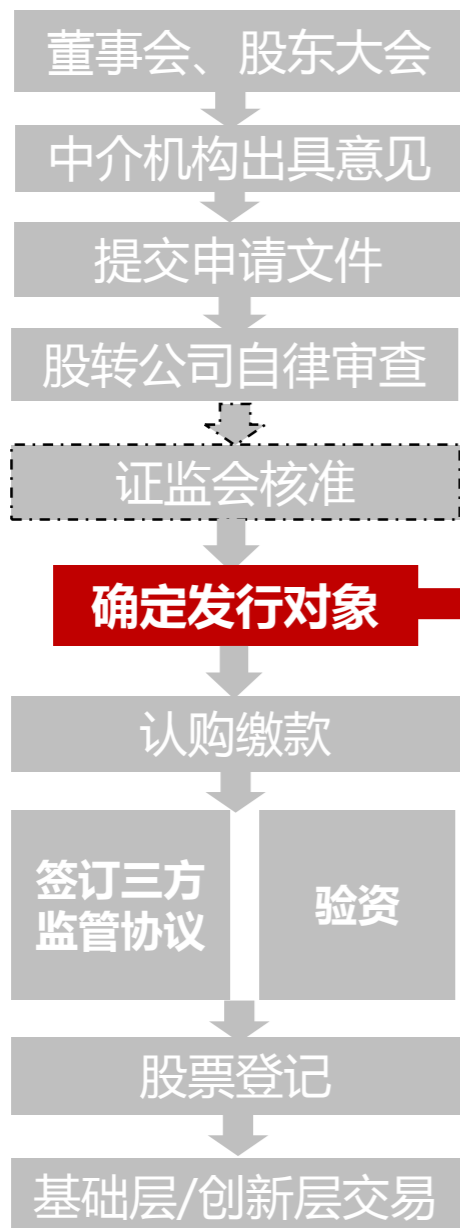 董事会、股东大会
中介机构出具意见
提交申请文件
股转公司自律审查
证监会核准
确定发行对象
认购缴款
签订三方
监管协议
验资
股票登记
基础层/创新层交易